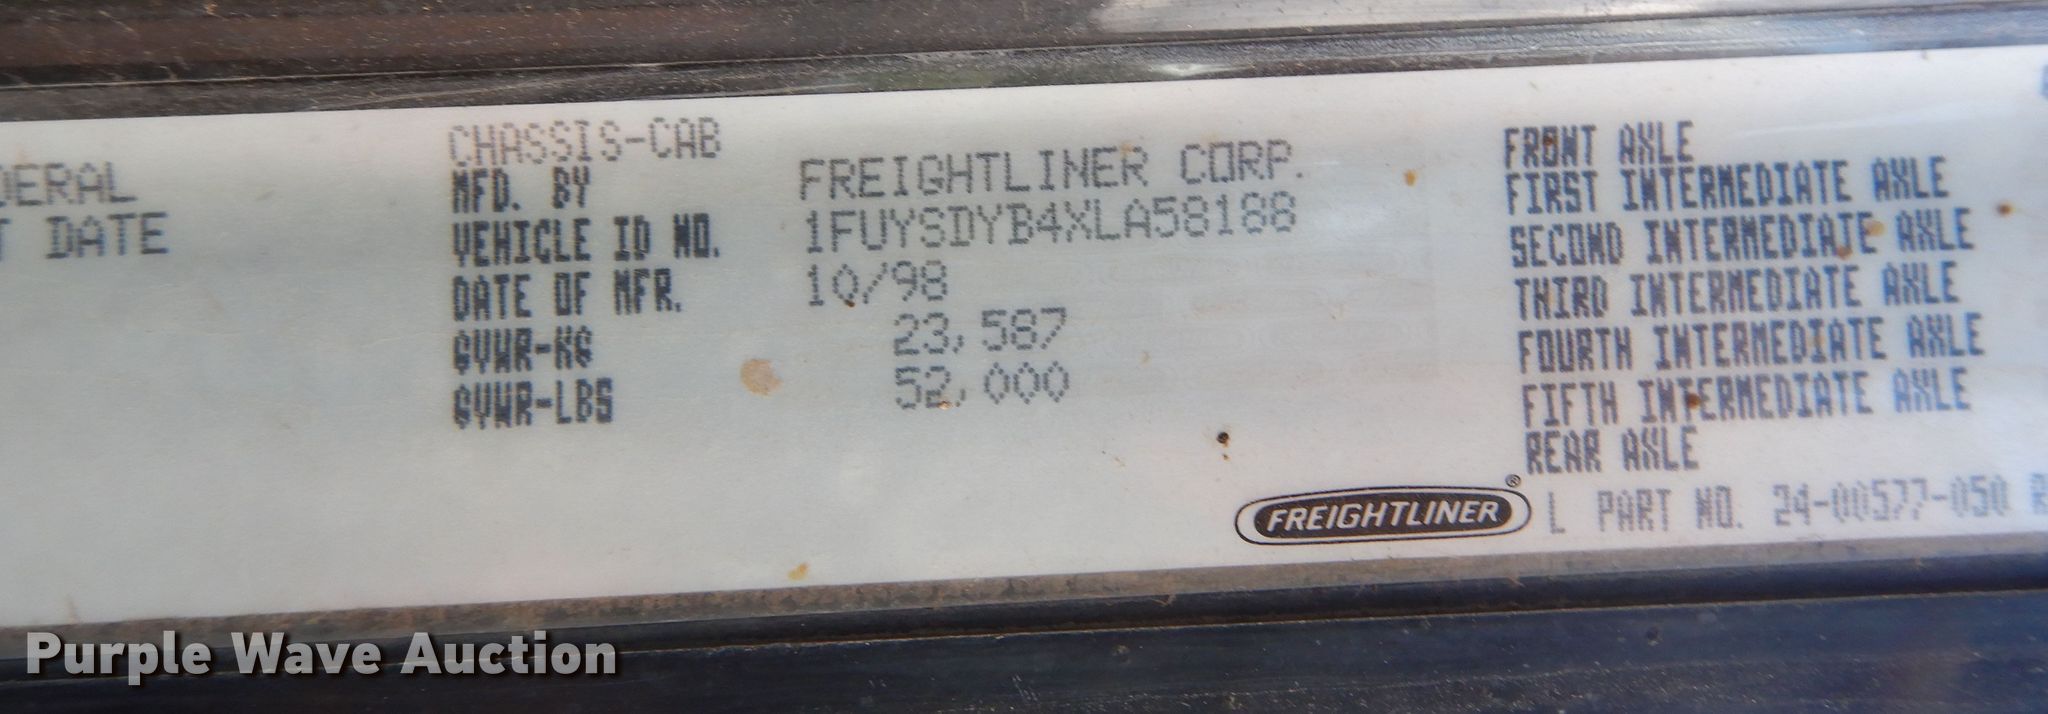 DERAL
T DATE
CHASSIS-CAB
MFD. BY
VEHICLE ID NO.
DATE OF MFR.
GVWR-KG
GVWR-LBS
FREIGHTLINER CORP.
1FUYSDYB4XLA58188
10/98
23,587
52,000
FRONT AXLE
FIRST INTERMEDIATE AXLE
SECOND INTERMEDIATE AXLE
THIRD INTERMEDIATE AXLE
FOURTH INTERMEDIATE AXLE
FIFTH INTERMEDIATE AXLE
REAR AXLE
FREIGHTLINER®
L PART NO. 24-00577-050 R
Purple Wave Auction